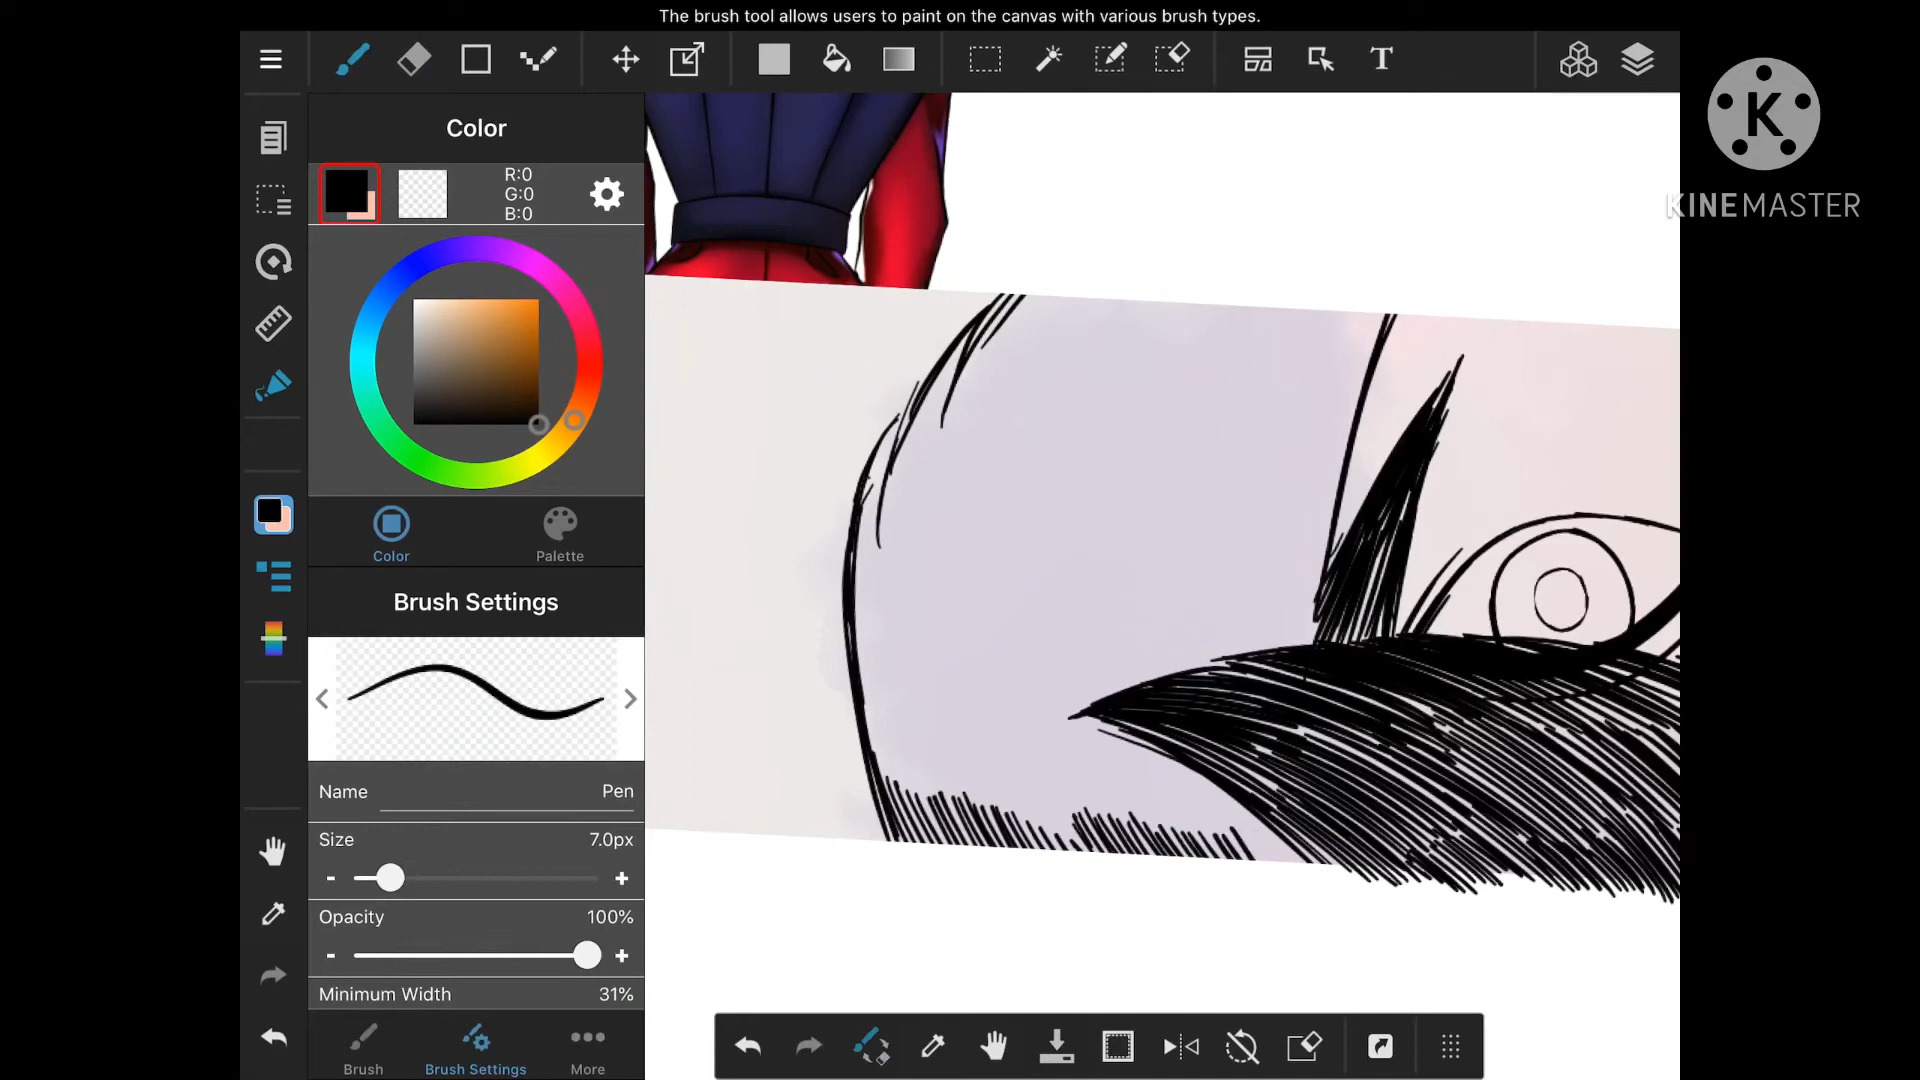 The brush tool allows users to paint on the canvas with various brush types.
T
K
KINEMASTER
Color
R:0
G:0
B:0
Color
Palette
Brush Settings
Name
Pen
Size
7.0px
-
+
Opacity
100%
-
+
Minimum Width
31%
Brush
Brush Settings
More